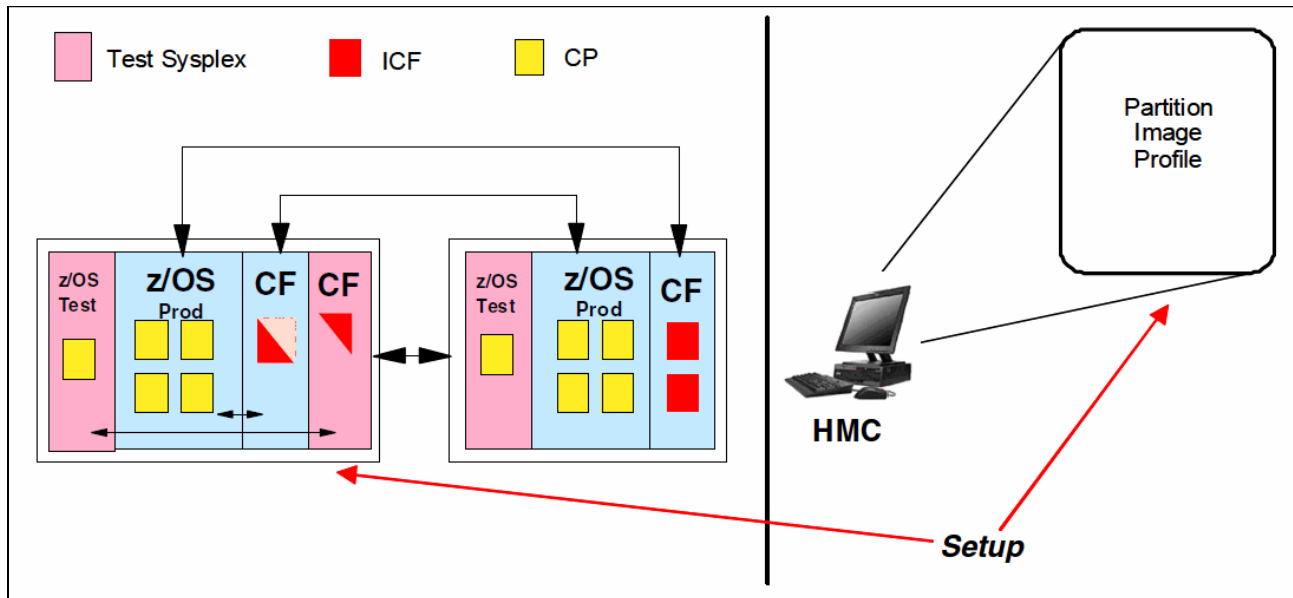 Test Sysplex
ICF
CP
z/OS
Test
z/OS
Prod
CF
CF
z/OS
Test
z/OS
Prod
CF
Partition
Image
Profile
HMC
Setup